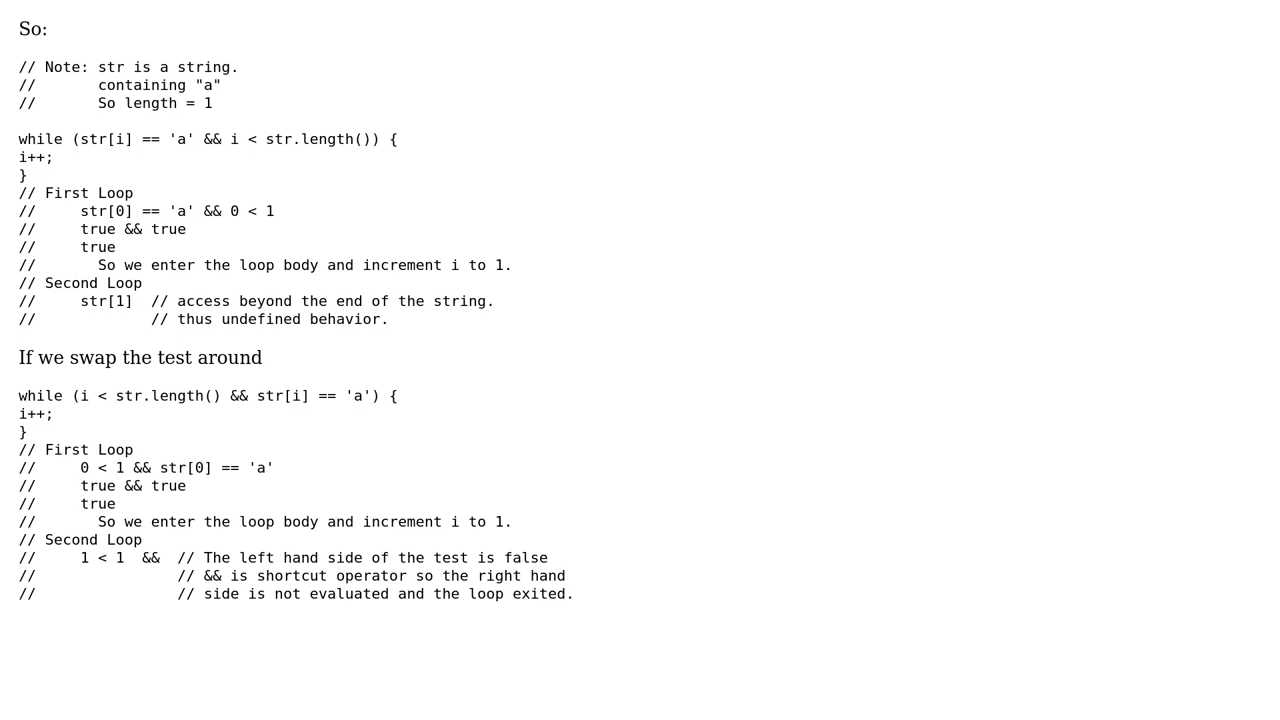 So:
// Note: str is a string.
//       containing "a"
//       So length = 1
while (str[i] == 'a' && i < str.length()) {
i++;
}
// First Loop
//     str[0] == 'a' && 0 < 1
//     true && true
//     true
//       So we enter the loop body and increment i to 1.
// Second Loop
//     str[1]  // access beyond the end of the string.
//             // thus undefined behavior.
If we swap the test around
while (i < str.length() && str[i] == 'a') {
i++;
}
// First Loop
//     0 < 1 && str[0] == 'a'
//     true && true
//     true
//       So we enter the loop body and increment i to 1.
// Second Loop
//     1 < 1  &&  // The left hand side of the test is false
//                // && is shortcut operator so the right hand
//                // side is not evaluated and the loop exited.